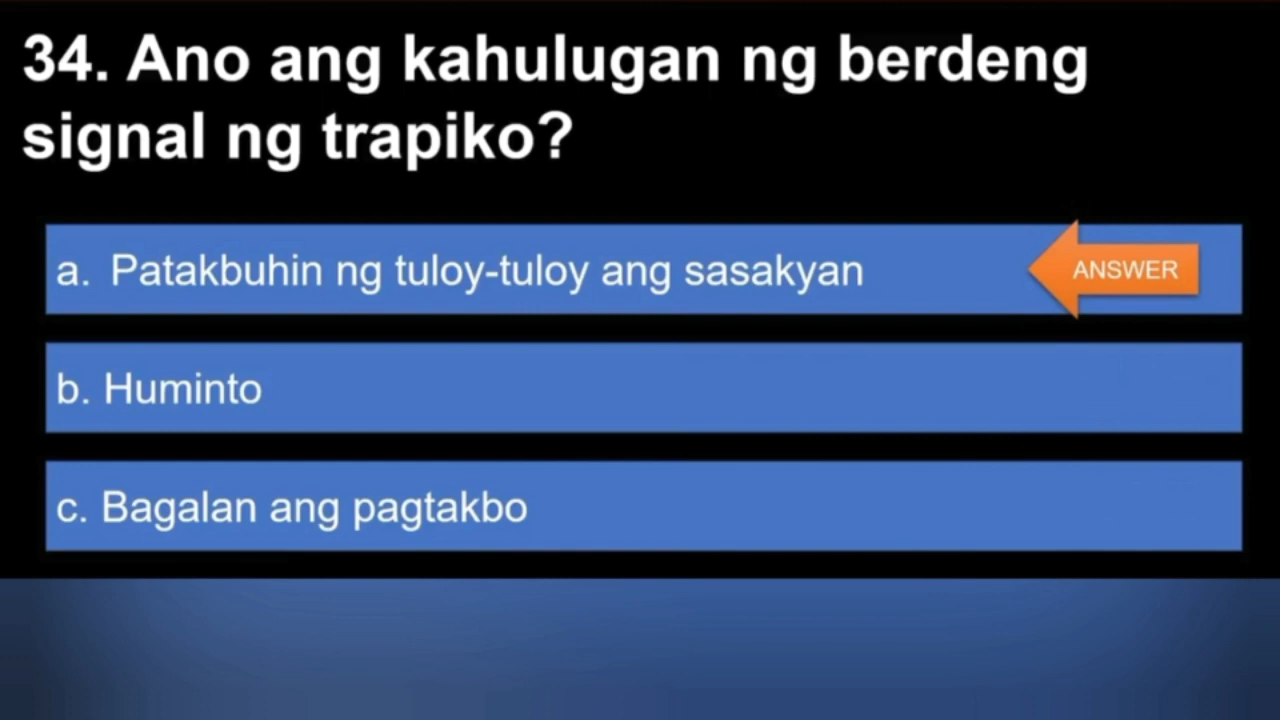 34. Ano ang kahulugan ng berdeng
signal ng trapiko?
a. Patakbuhin ng tuloy-tuloy ang sasakyan
ANSWER
b. Huminto
c. Bagalan ang pagtakbo